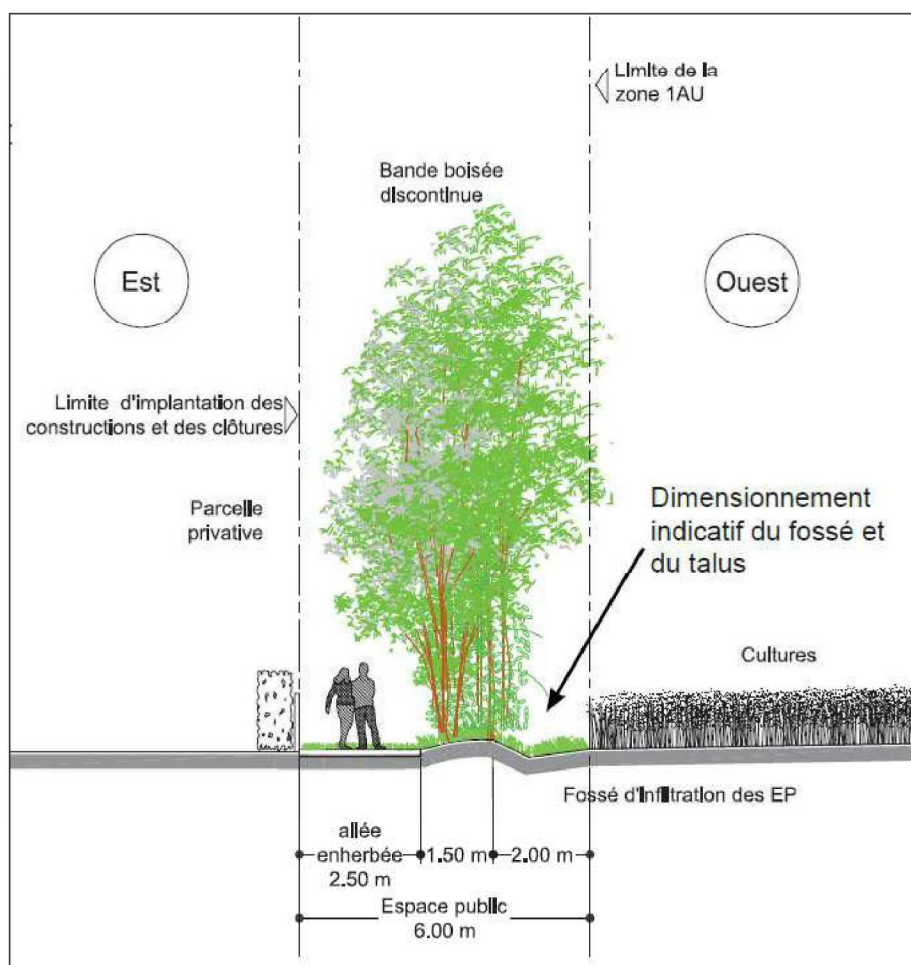 Limite de la
zone 1AU
Bande boisée
discontinue
Est
Ouest
Limite d'implantation des
constructions et des clôtures
Parcelle
privative
Dimensionnement
indicatif du fossé et
du talus
Cultures
Fossé d'infiltration des EP
allée
enherbée
2.50 m
1.50 m
2.00 m
Espace public
6.00 m